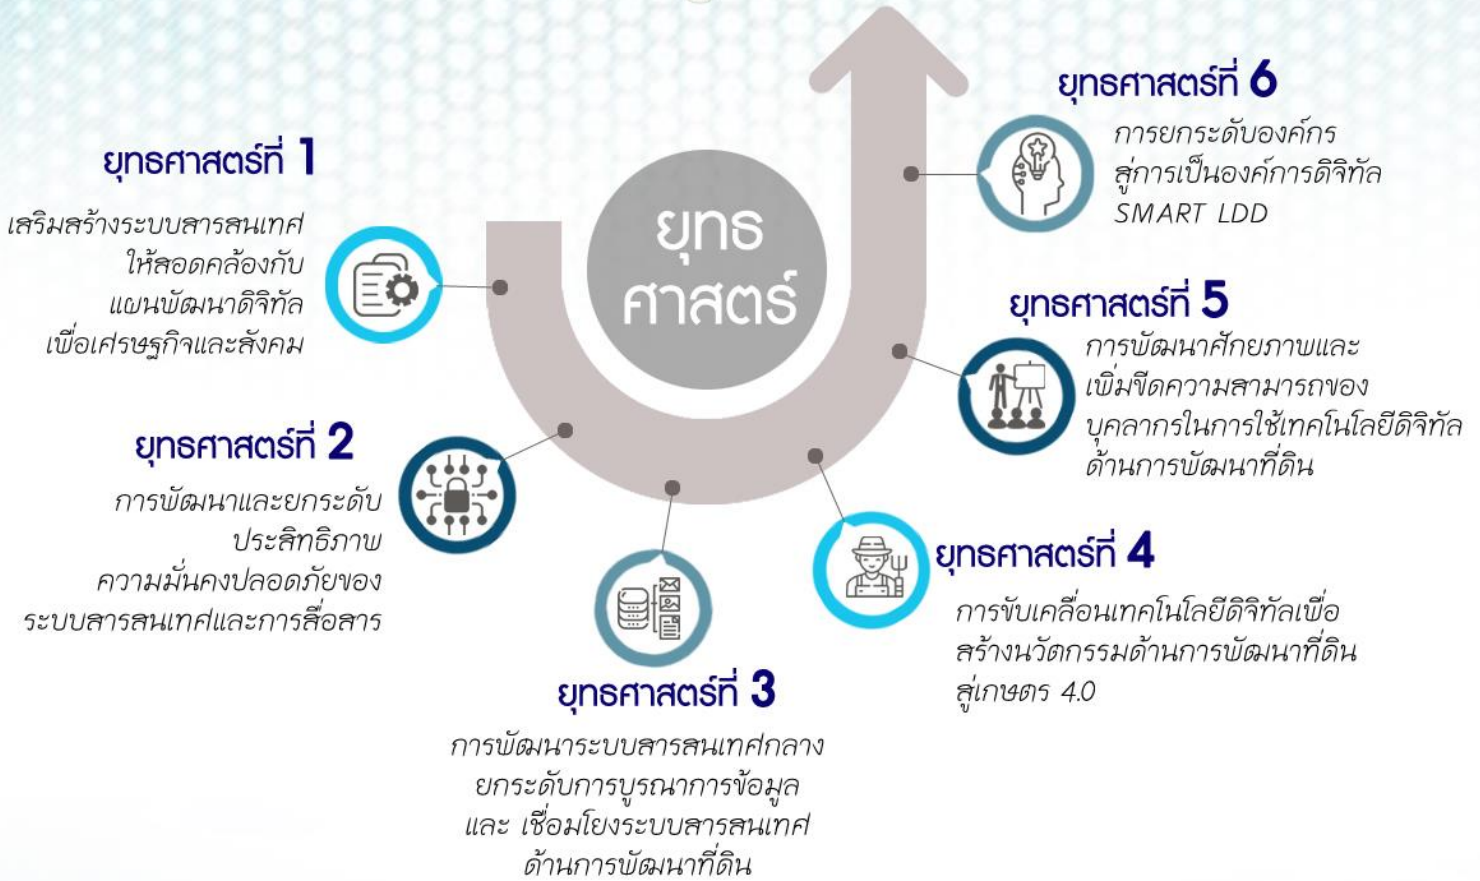 ยุทธ
ศาสตร์
ยุทธศาสตร์ที่ 1
เสริมสร้างระบบสารสนเทศ
ให้สอดคล้องกับ
แผนพัฒนาดิจิทัล
เพื่อเศรษฐกิจและสังคม
ยุทธศาสตร์ที่ 2
การพัฒนาและยกระดับ
ประสิทธิภาพ
ความมั่นคงปลอดภัยของ
ระบบสารสนเทศและการสื่อสาร
ยุทธศาสตร์ที่ 3
การพัฒนาระบบสารสนเทศกลาง
ยกระดับการบูรณาการข้อมูล
และ เชื่อมโยงระบบสารสนเทศ
ด้านการพัฒนาที่ดิน
ยุทธศาสตร์ที่ 4
การขับเคลื่อนเทคโนโลยีดิจิทัลเพื่อ
สร้างนวัตกรรมด้านการพัฒนาที่ดิน
สู่เกษตร 4.0
ยุทธศาสตร์ที่ 5
การพัฒนาศักยภาพและ
เพิ่มขีดความสามารถของ
บุคลากรในการใช้เทคโนโลยีดิจิทัล
ด้านการพัฒนาที่ดิน
ยุทธศาสตร์ที่ 6
การยกระดับองค์กร
สู่การเป็นองค์การดิจิทัล
SMART LDD